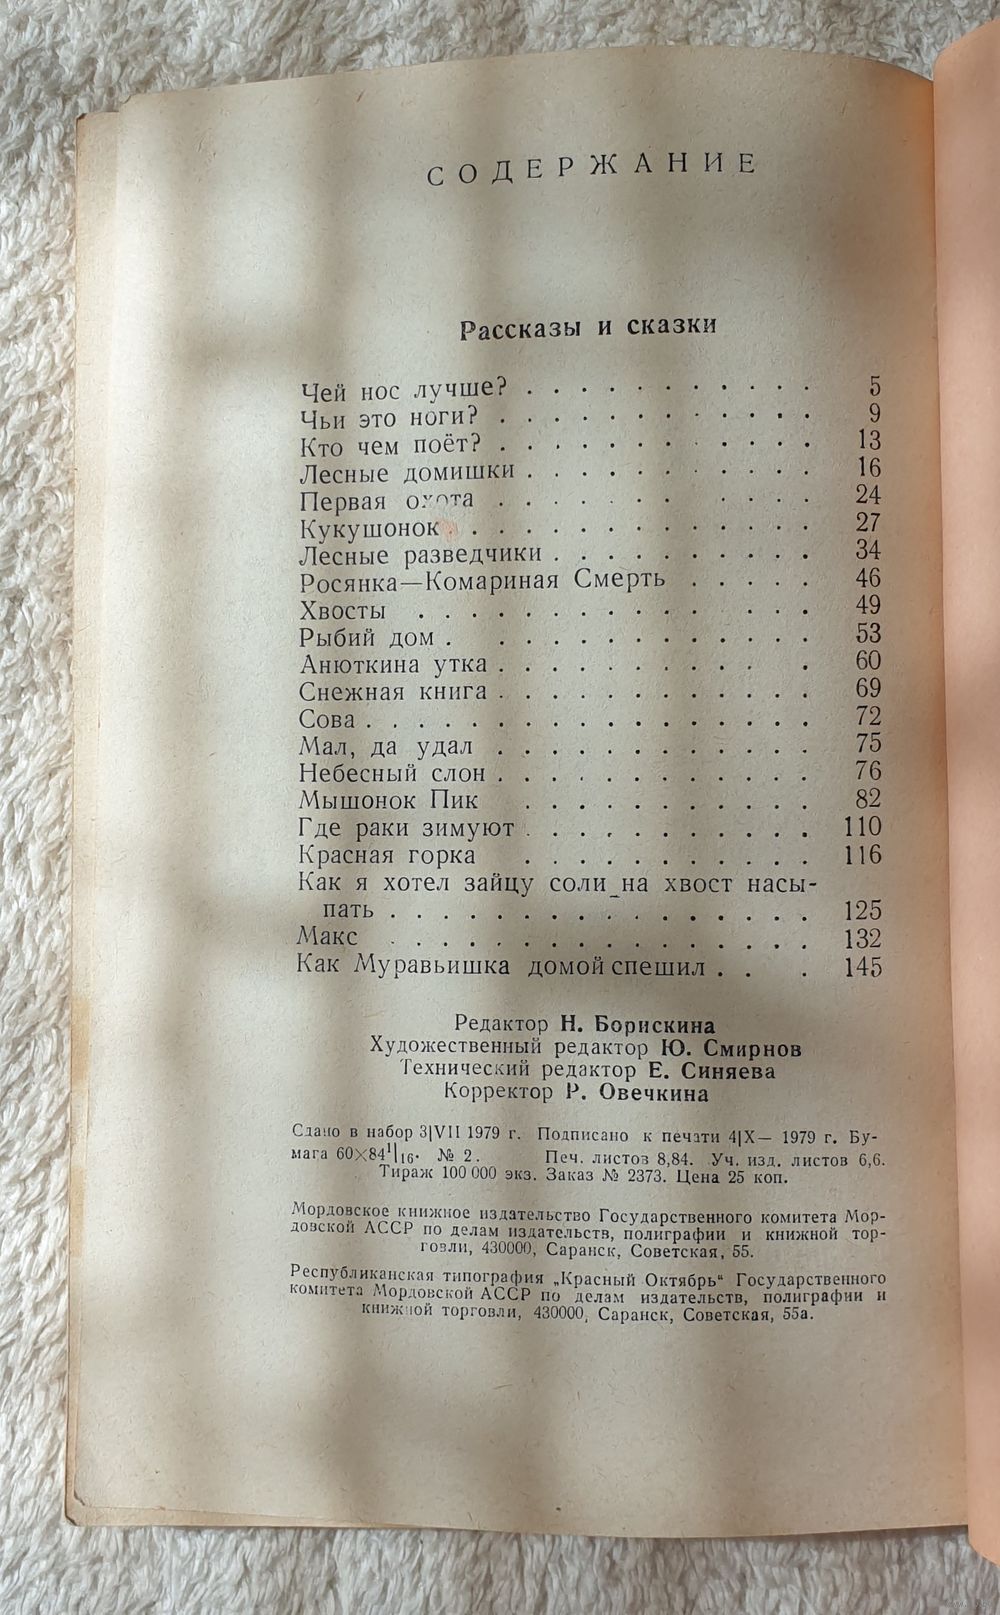 СОДЕРЖАНИЕ
Рассказы и сказки
Чей нос лучше? . . . . . . . . . . . 5
Чьи это ноги? . . . . . . . . . . . . 9
Кто чем поёт? . . . . . . . . . . . . 13
Лесные домишки . . . . . . . . . . . 16
Первая охота . . . . . . . . . . . . 24
Кукушонок . . . . . . . . . . . . . . 27
Лесные разведчики . . . . . . . . . . 34
Росянка—Комариная Смерть . . . . . 46
Хвосты . . . . . . . . . . . . . . . 49
Рыбий дом . . . . . . . . . . . . . . 53
Анюткина утка . . . . . . . . . . . . 60
Снежная книга . . . . . . . . . . . . 69
Сова . . . . . . . . . . . . . . . . . 72
Мал, да удал . . . . . . . . . . . . 75
Небесный слон . . . . . . . . . . . . 76
Мышонок Пик . . . . . . . . . . . 82
Где раки зимуют . . . . . . . . . . . 110
Красная горка . . . . . . . . . . . 116
Как я хотел зайцу соли на хвост насы-
пать . . . . . . . . . . . . . . . . 125
Макс . . . . . . . . . . . . . . . . 132
Как Муравьишка домой спешил . . . 145
Редактор Н. Борискина
Художественный редактор Ю. Смирнов
Технический редактор Е. Синяева
Корректор Р. Овечкина
Сдано в набор 3|VII 1979 г. Подписано к печати 4|X— 1979 г. Бу-
мага 60×84¹|₁₆. № 2. Печ. листов 8,84. Уч. изд. листов 6,6.
Тираж 100 000 экз. Заказ № 2373. Цена 25 коп.
Мордовское книжное издательство Государственного комитета Мор-
довской АССР по делам издательств, полиграфии и книжной тор-
говли, 430000, Саранск, Советская, 55.
Республиканская типография „Красный Октябрь“ Государственного
комитета Мордовской АССР по делам издательств, полиграфии и
книжной торговли, 430000, Саранск, Советская, 55а.